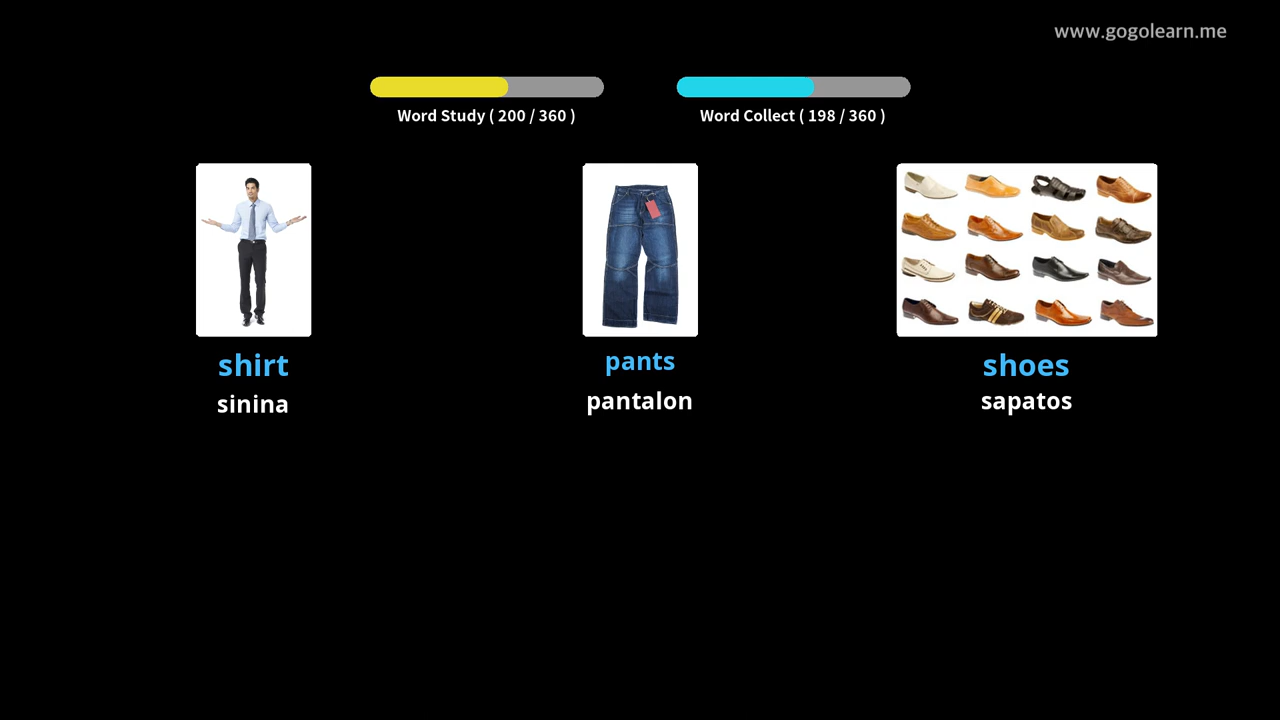 www.gogolearn.me
Word Study ( 200 / 360 )
Word Collect ( 198 / 360 )
shirt
sinina
pants
pantalon
shoes
sapatos